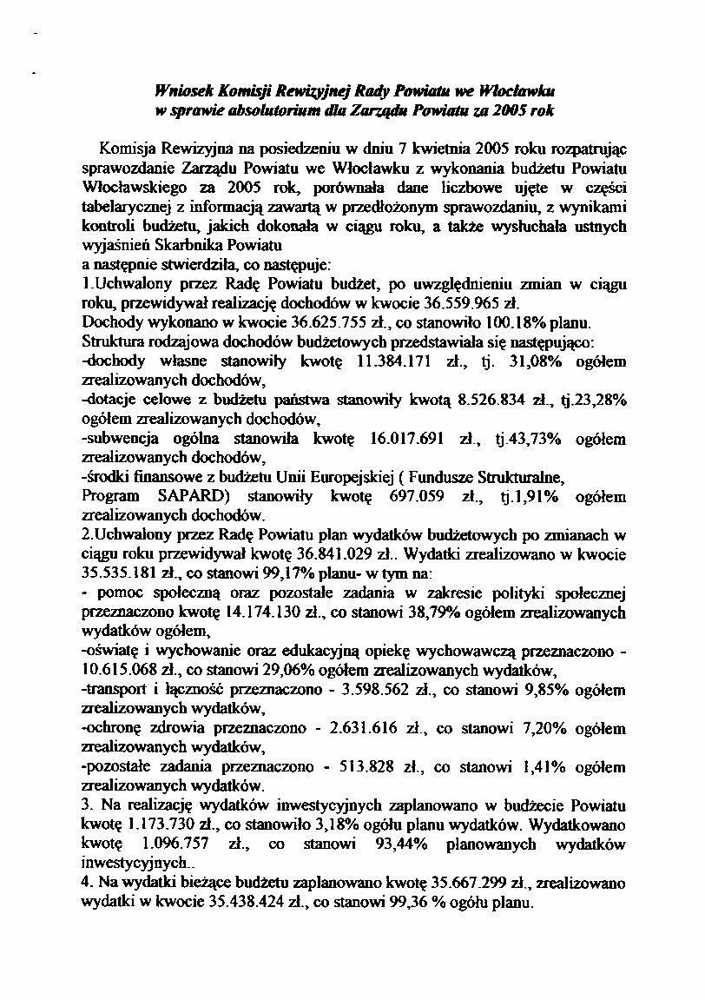 Wniosek Komisji Rewizyjnej Rady Powiatu we Włocławku
w sprawie absolutorium dla Zarządu Powiatu za 2005 rok
Komisja Rewizyjna na posiedzeniu w dniu 7 kwietnia 2005 roku rozpatrując
sprawozdanie Zarządu Powiatu we Włocławku z wykonania budżetu Powiatu
Włocławskiego za 2005 rok, porównała dane liczbowe ujęte w części
tabelarycznej z informacją zawartą w przedłożonym sprawozdaniu, z wynikami
kontroli budżetu, jakich dokonała w ciągu roku, a także wysłuchała ustnych
wyjaśnień Skarbnika Powiatu
a następnie stwierdziła, co następuje:
1.Uchwalony przez Radę Powiatu budżet, po uwzględnieniu zmian w ciągu
roku, przewidywał realizację dochodów w kwocie 36.559.965 zł.
Dochody wykonano w kwocie 36.625.755 zł., co stanowiło 100.18% planu.
Struktura rodzajowa dochodów budżetowych przedstawiała się następująco:
-dochody własne stanowiły kwotę 11.384.171 zł., tj. 31,08% ogółem
zrealizowanych dochodów,
-dotacje celowe z budżetu państwa stanowiły kwotą 8.526.834 zł., tj.23,28%
ogółem zrealizowanych dochodów,
-subwencja ogólna stanowiła kwotę 16.017.691 zł., tj.43,73% ogółem
zrealizowanych dochodów,
-środki finansowe z budżetu Unii Europejskiej ( Fundusze Strukturalne,
Program SAPARD) stanowiły kwotę 697.059 zł., tj.1,91% ogółem
zrealizowanych dochodów.
2.Uchwalony przez Radę Powiatu plan wydatków budżetowych po zmianach w
ciągu roku przewidywał kwotę 36.841.029 zł.. Wydatki zrealizowano w kwocie
35.535.181 zł., co stanowi 99,17% planu- w tym na:
- pomoc społeczną oraz pozostałe zadania w zakresie polityki społecznej
przeznaczono kwotę 14.174.130 zł., co stanowi 38,79% ogółem zrealizowanych
wydatków ogółem,
-oświatę i wychowanie oraz edukacyjną opiekę wychowawczą przeznaczono -
10.615.068 zł., co stanowi 29,06% ogółem zrealizowanych wydatków,
-transport i łączność przeznaczono - 3.598.562 zł., co stanowi 9,85% ogółem
zrealizowanych wydatków,
-ochronę zdrowia przeznaczono - 2.631.616 zł., co stanowi 7,20% ogółem
zrealizowanych wydatków,
-pozostałe zadania przeznaczono - 513.828 zł., co stanowi 1,41% ogółem
zrealizowanych wydatków.
3. Na realizację wydatków inwestycyjnych zaplanowano w budżecie Powiatu
kwotę 1.173.730 zł., co stanowiło 3,18% ogółu planu wydatków. Wydatkowano
kwotę 1.096.757 zł., co stanowi 93,44% planowanych wydatków
inwestycyjnych..
4. Na wydatki bieżące budżetu zaplanowano kwotę 35.667.299 zł., zrealizowano
wydatki w kwocie 35.438.424 zł., co stanowi 99,36 % ogółu planu.